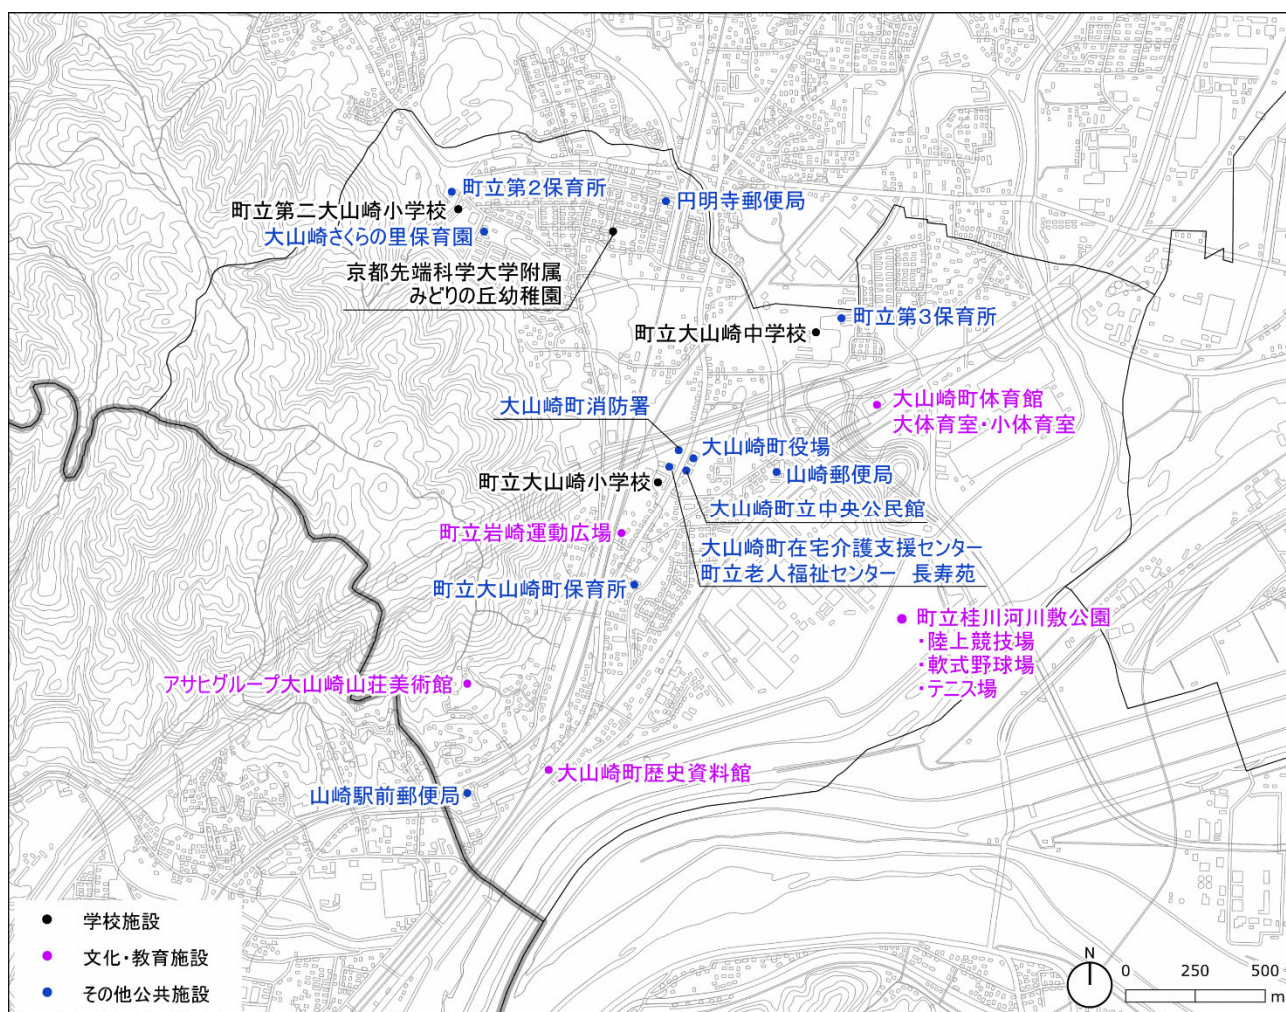 町立第2保育所
円明寺郵便局
町立第二大山崎小学校
大山崎さくらの里保育園
京都先端科学大学附属
みどりの丘幼稚園
町立第3保育所
町立大山崎中学校
大山崎町体育館
大体育室・小体育室
大山崎町消防署
大山崎町役場
山崎郵便局
町立大山崎小学校
大山崎町立中央公民館
町立岩崎運動広場
大山崎町在宅介護支援センター
町立老人福祉センター　長寿苑
町立大山崎町保育所
町立桂川河川敷公園
・陸上競技場
・軟式野球場
・テニス場
アサヒグループ大山崎山荘美術館
大山崎町歴史資料館
山崎駅前郵便局
学校施設
文化・教育施設
その他公共施設
N
0 250 500
m